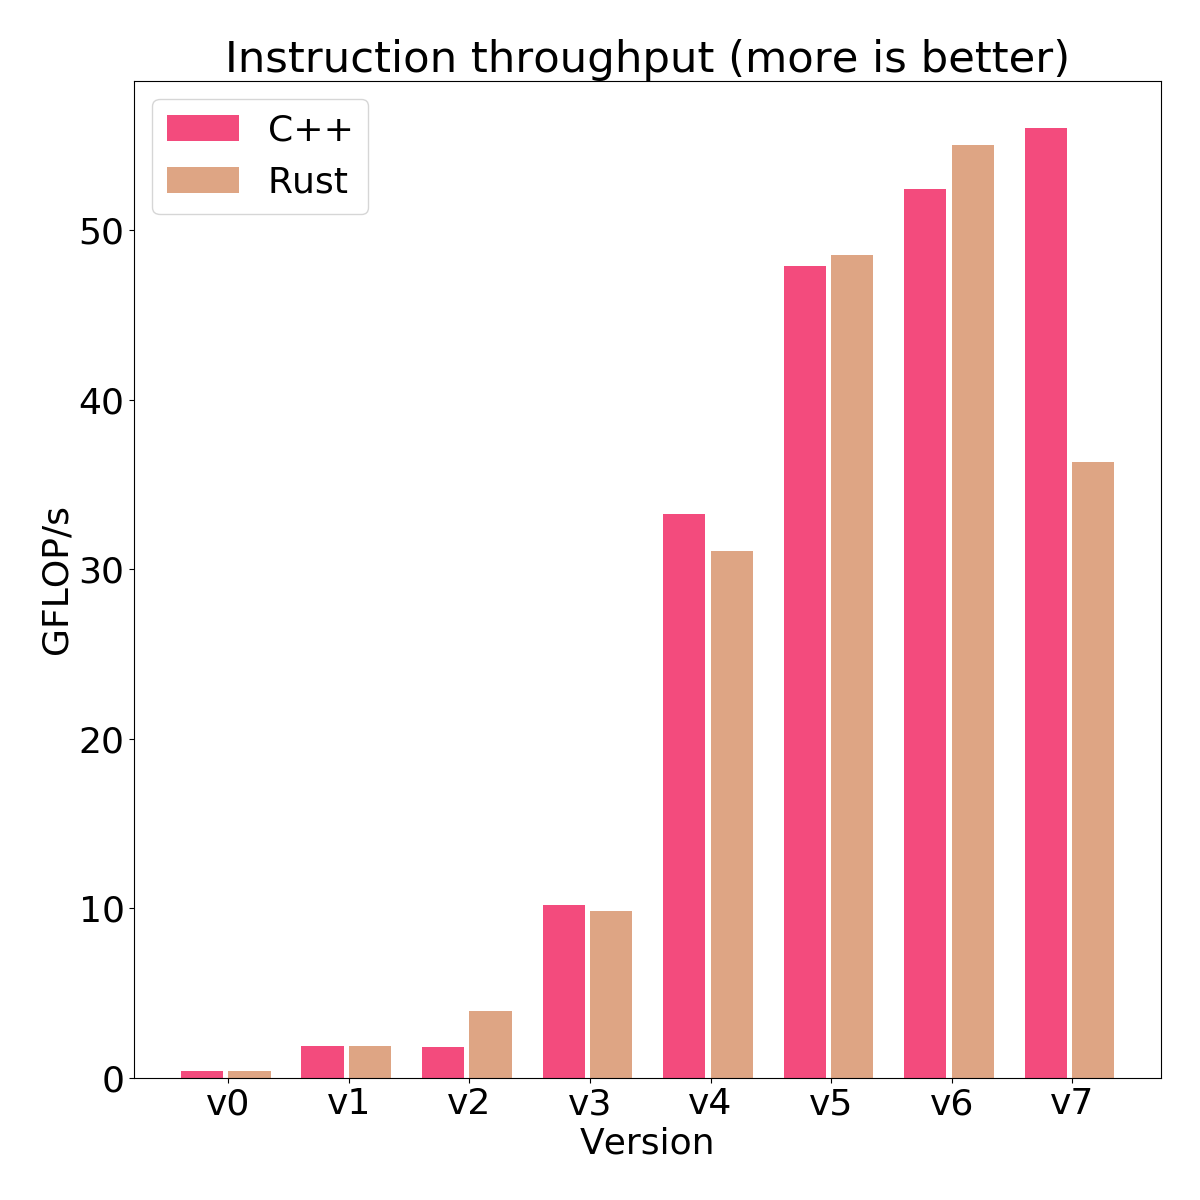 Instruction throughput (more is better)
C++
Rust
GFLOP/s
50
40
30
20
10
0
v0 v1 v2 v3 v4 v5 v6 v7
Version